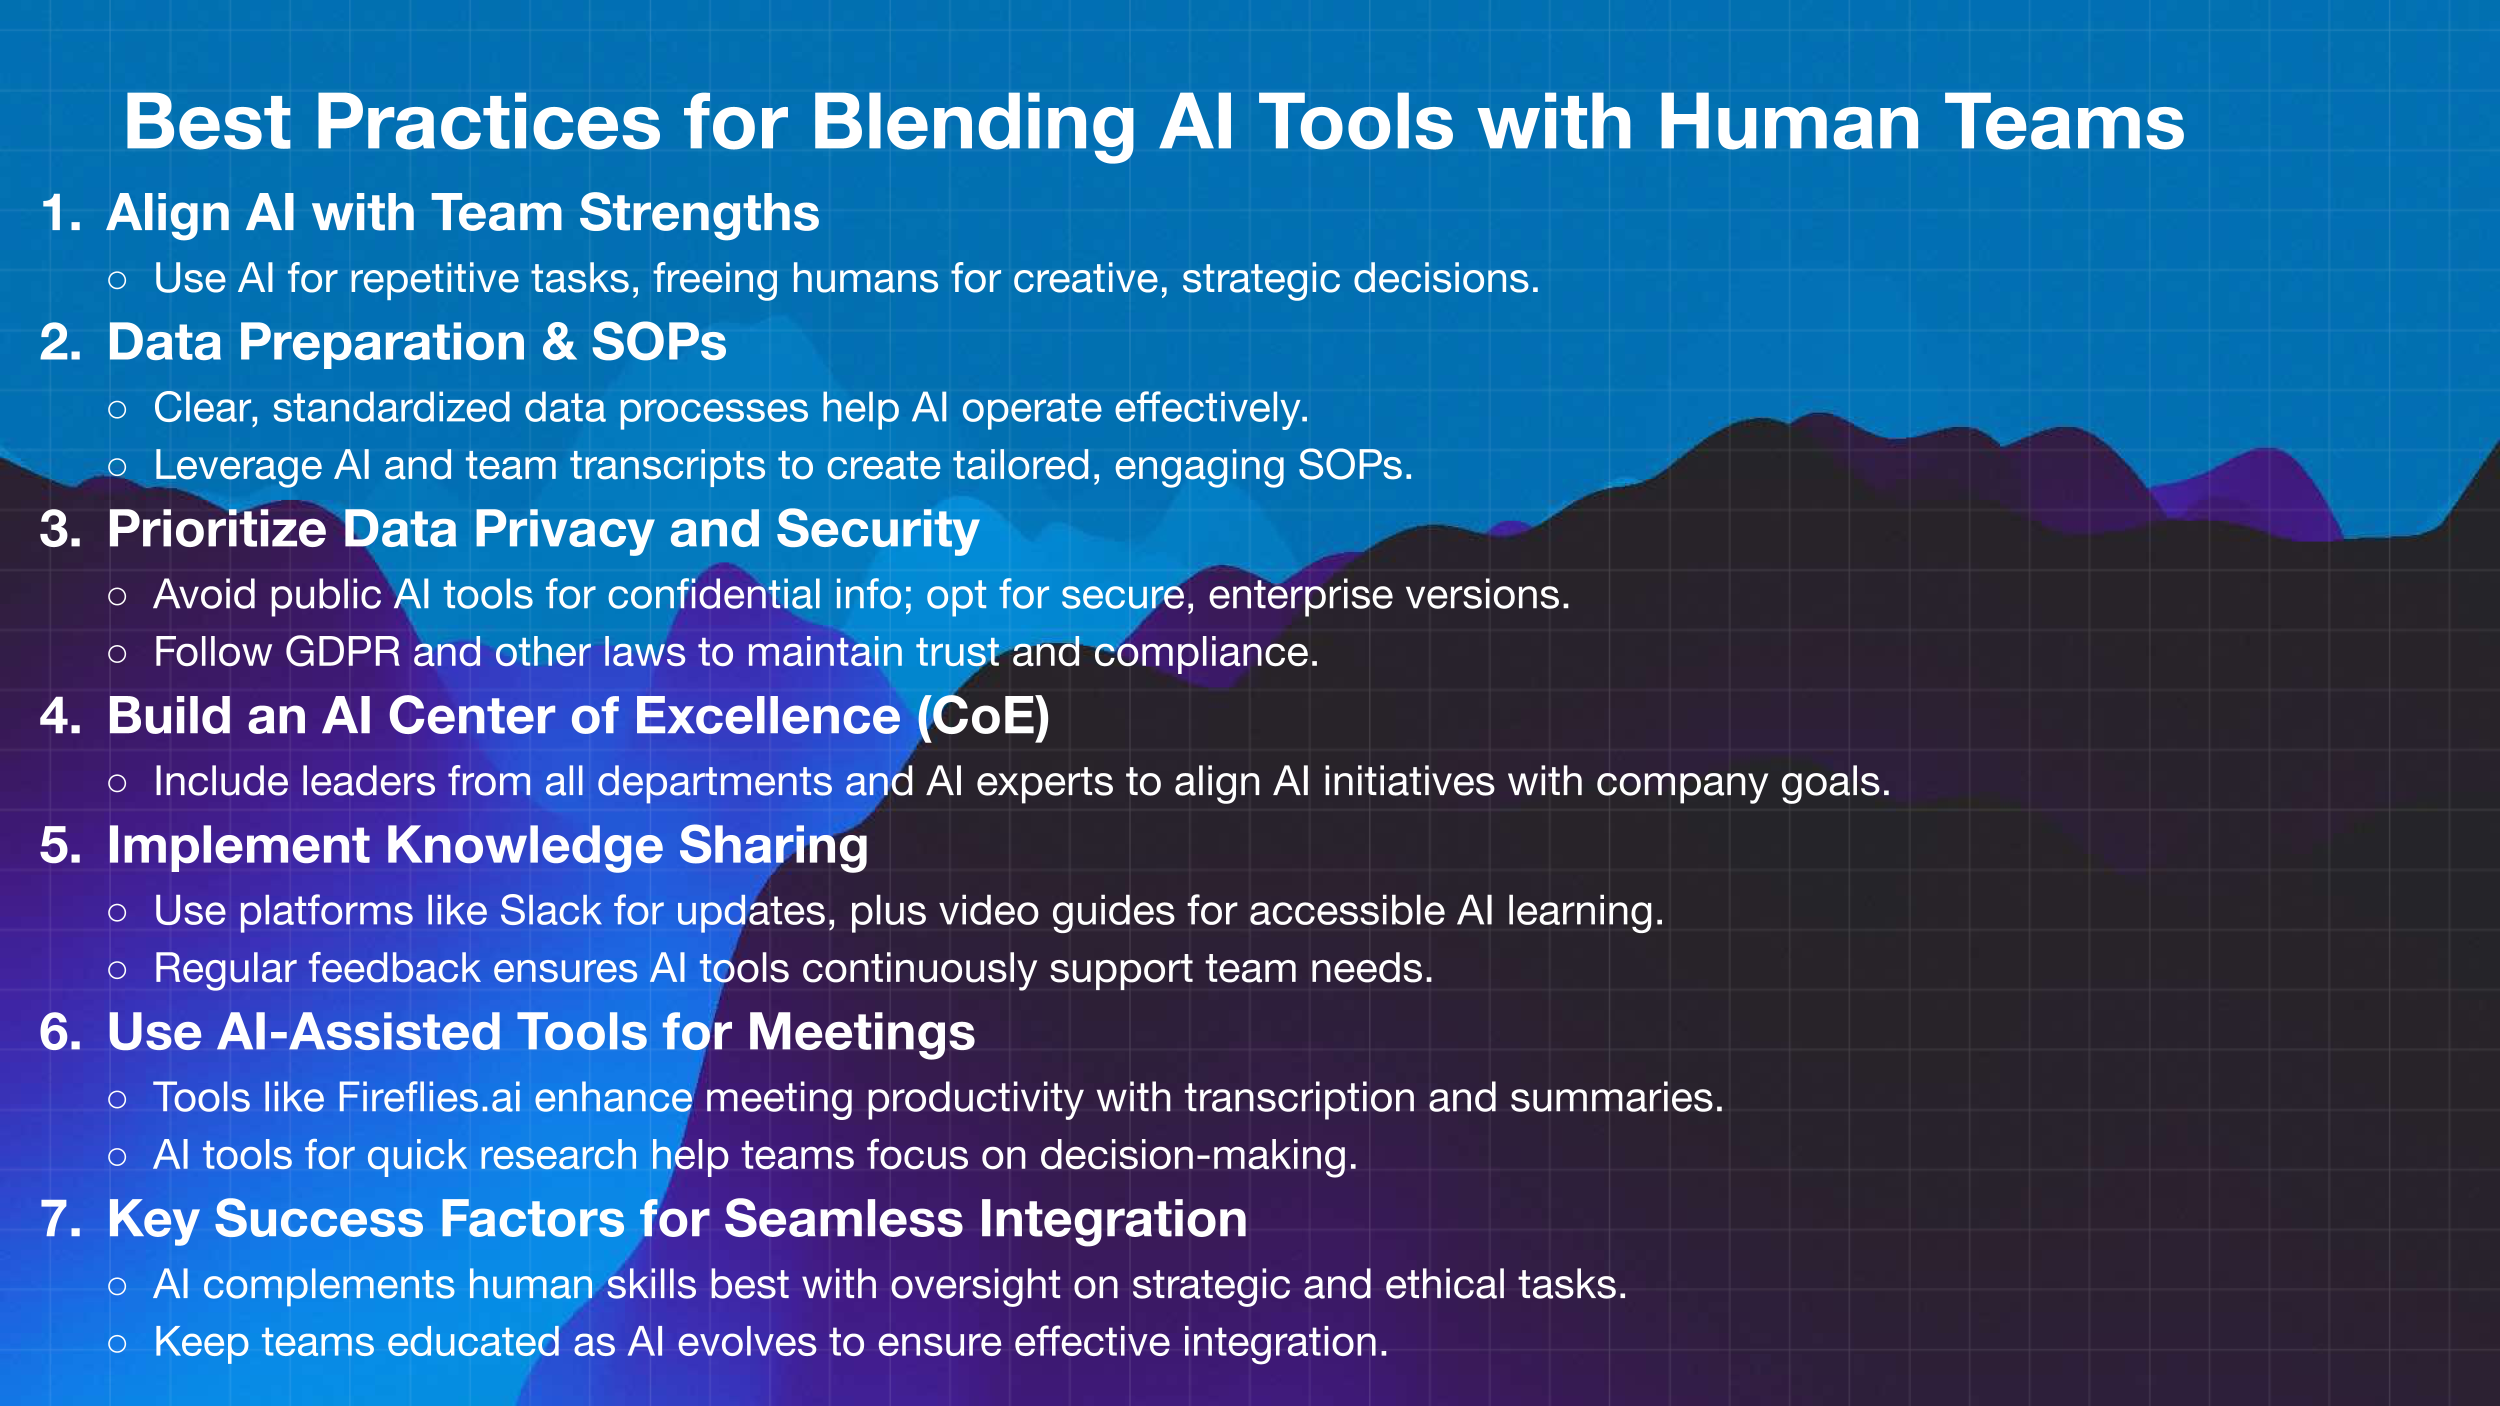 Best Practices for Blending AI Tools with Human Teams
1. Align AI with Team Strengths
○ Use AI for repetitive tasks, freeing humans for creative, strategic decisions.
2. Data Preparation & SOPs
○ Clear, standardized data processes help AI operate effectively.
○ Leverage AI and team transcripts to create tailored, engaging SOPs.
3. Prioritize Data Privacy and Security
○ Avoid public AI tools for confidential info; opt for secure, enterprise versions.
○ Follow GDPR and other laws to maintain trust and compliance.
4. Build an AI Center of Excellence (CoE)
○ Include leaders from all departments and AI experts to align AI initiatives with company goals.
5. Implement Knowledge Sharing
○ Use platforms like Slack for updates, plus video guides for accessible AI learning.
○ Regular feedback ensures AI tools continuously support team needs.
6. Use AI-Assisted Tools for Meetings
○ Tools like Fireflies.ai enhance meeting productivity with transcription and summaries.
○ AI tools for quick research help teams focus on decision-making.
7. Key Success Factors for Seamless Integration
○ AI complements human skills best with oversight on strategic and ethical tasks.
○ Keep teams educated as AI evolves to ensure effective integration.